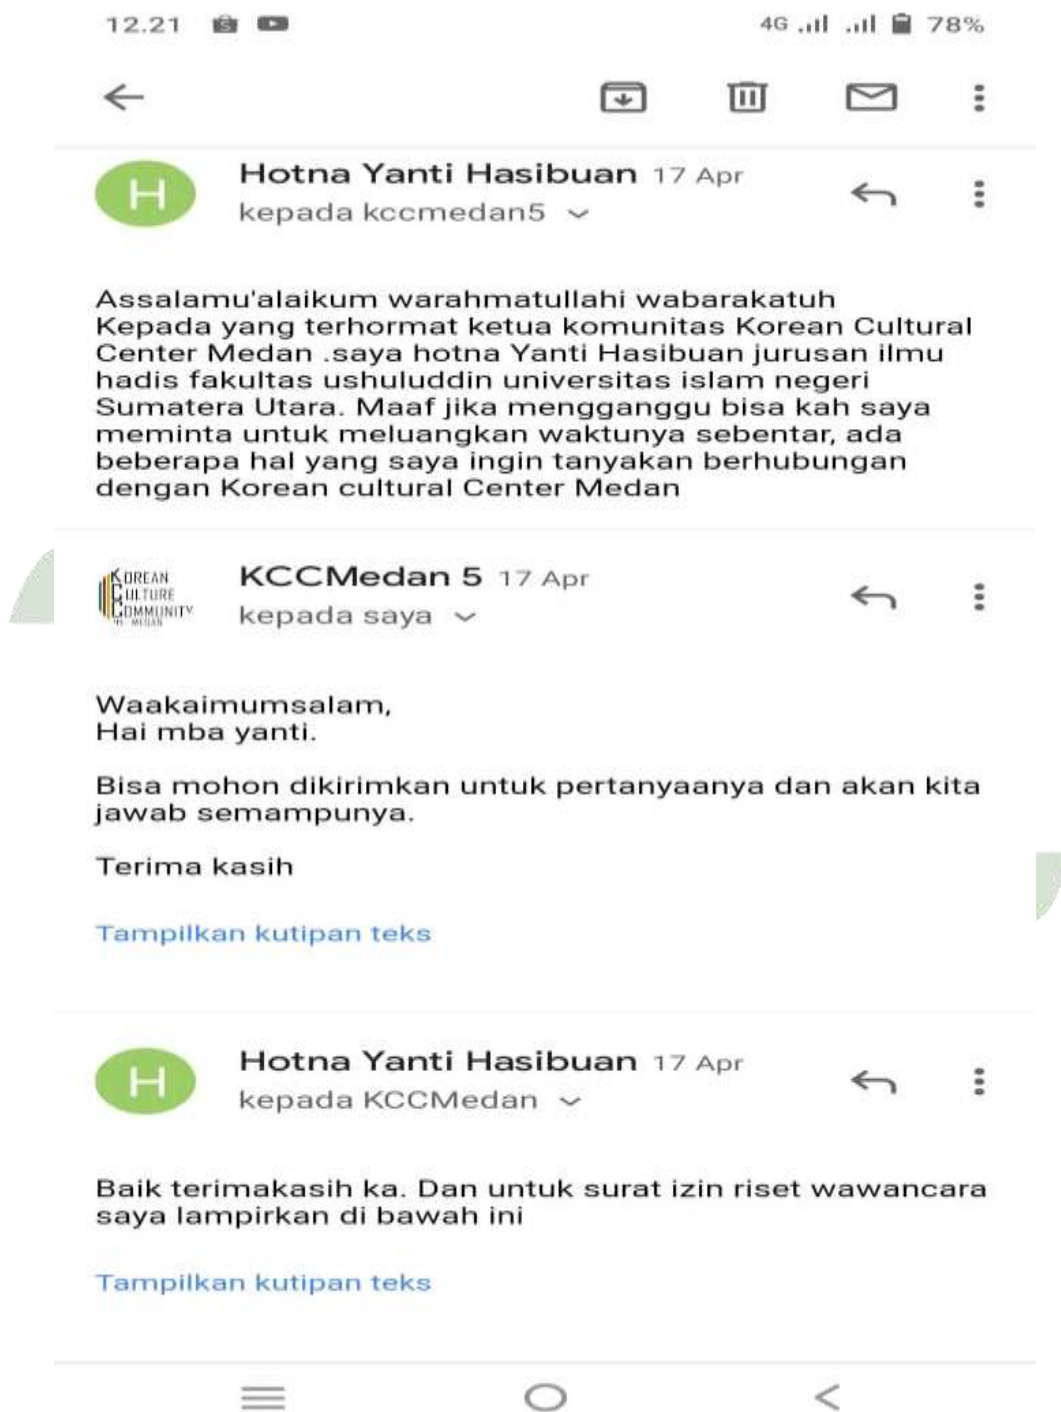 12.21 4G 78%
Hotna Yanti Hasibuan 17 Apr
kepada kccmedan5
Assalamu'alaikum warahmatullahi wabarakatuh
Kepada yang terhormat ketua komunitas Korean Cultural
Center Medan .saya hotna Yanti Hasibuan jurusan ilmu
hadis fakultas ushuluddin universitas islam negeri
Sumatera Utara. Maaf jika mengganggu bisa kah saya
meminta untuk meluangkan waktunya sebentar, ada
beberapa hal yang saya ingin tanyakan berhubungan
dengan Korean cultural Center Medan
KOREAN
CULTURE
COMMUNITY
MEDAN
KCCMedan 5 17 Apr
kepada saya
Waakaimumsalam,
Hai mba yanti.
Bisa mohon dikirimkan untuk pertanyaanya dan akan kita
jawab semampunya.
Terima kasih
Tampilkan kutipan teks
H
Hotna Yanti Hasibuan 17 Apr
kepada KCCMedan
Baik terimakasih ka. Dan untuk surat izin riset wawancara
saya lampirkan di bawah ini
Tampilkan kutipan teks